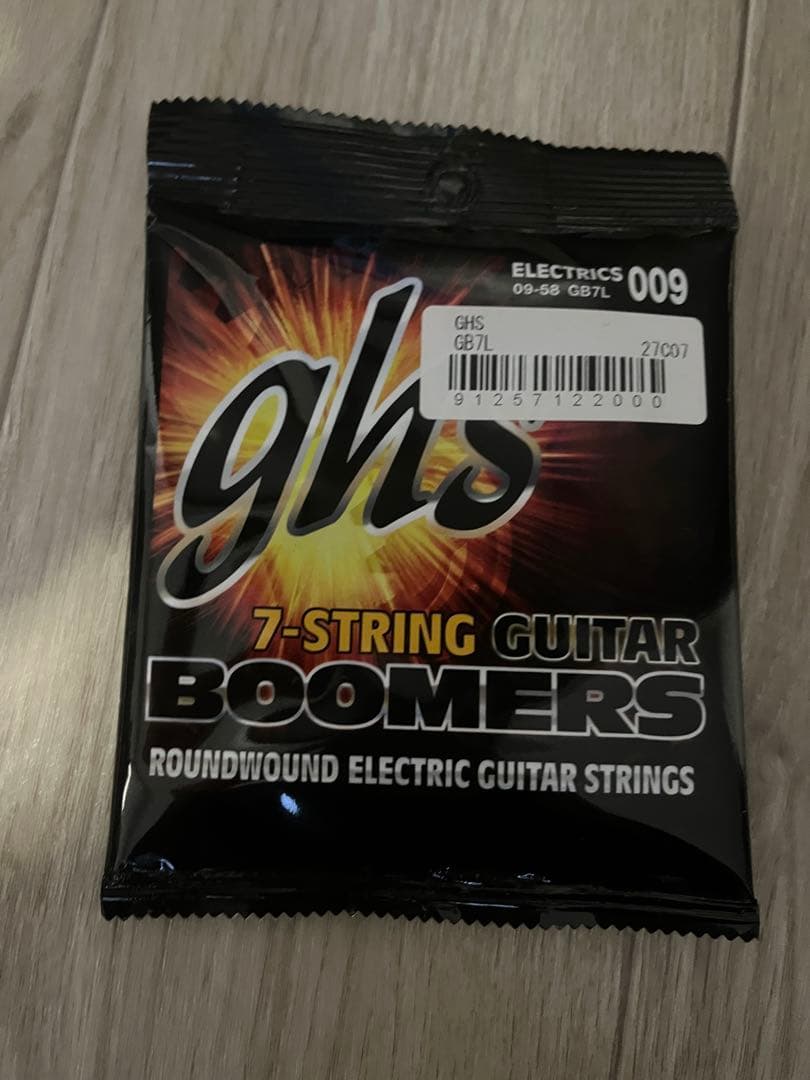 ELECTRICS 009
09-58 GB7L
GHS
GB7L 27C07
91257122000
ghs
7-STRING GUITAR
BOOMERS
ROUNDWOUND ELECTRIC GUITAR STRINGS